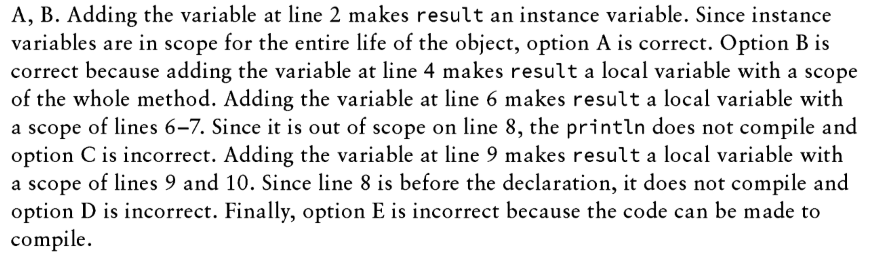 A, B. Adding the variable at line 2 makes result an instance variable. Since instance
variables are in scope for the entire life of the object, option A is correct. Option B is
correct because adding the variable at line 4 makes result a local variable with a scope
of the whole method. Adding the variable at line 6 makes result a local variable with
a scope of lines 6–7. Since it is out of scope on line 8, the println does not compile and
option C is incorrect. Adding the variable at line 9 makes result a local variable with
a scope of lines 9 and 10. Since line 8 is before the declaration, it does not compile and
option D is incorrect. Finally, option E is incorrect because the code can be made to
compile.